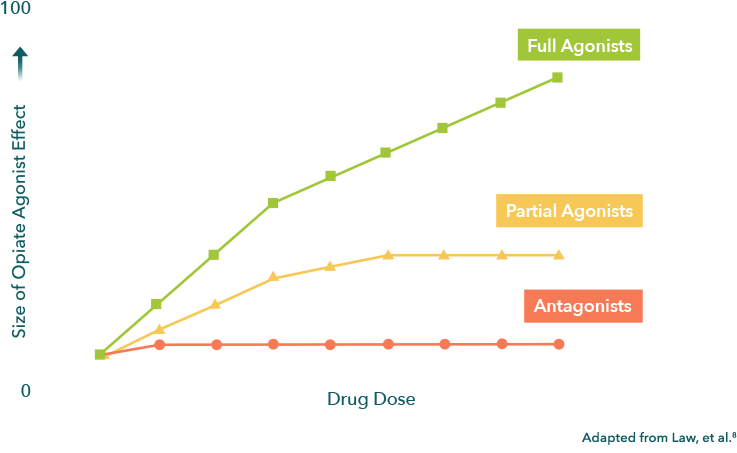 100
Size of Opiate Agonist Effect
Full Agonists
Partial Agonists
Antagonists
0
Drug Dose
Adapted from Law, et al.⁸